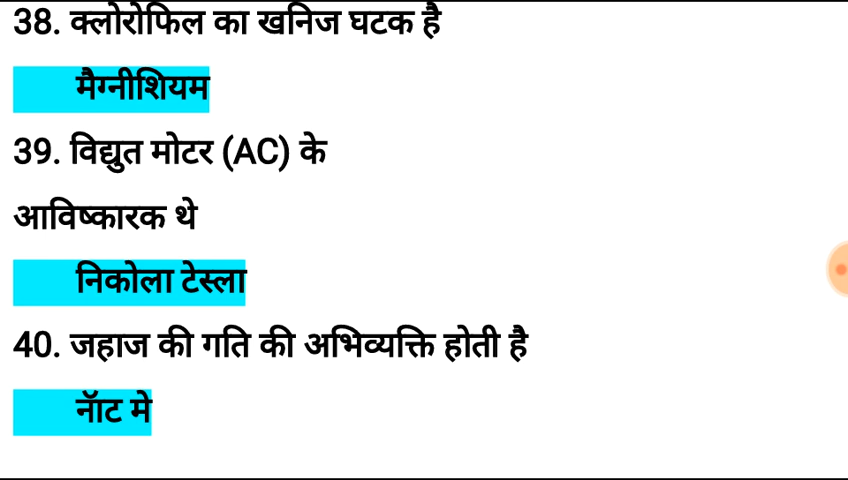 38. क्लोरोफिल का खनिज घटक है
मैग्नीशियम
39. विद्युत मोटर (AC) के
आविष्कारक थे
निकोला टेस्ला
40. जहाज की गति की अभिव्यक्ति होती है
नॅाट मे